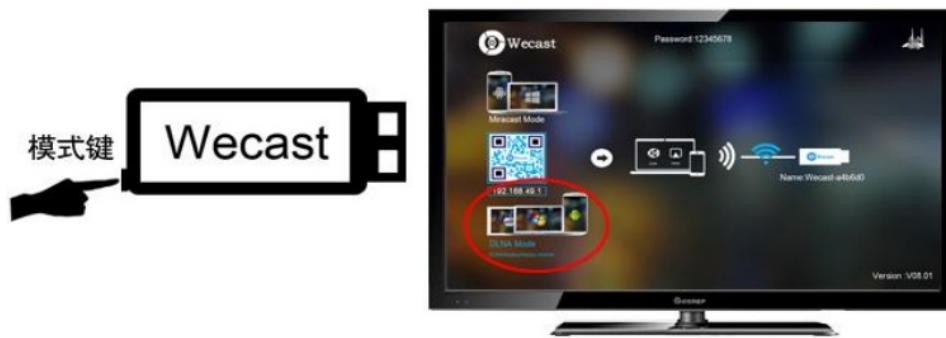 模式键
Wecast
Wecast
Password:12345678
Miracast Mode
192.168.49.1
DLNA Mode
Name:Wecast-a4b6d0
Version :V08.01